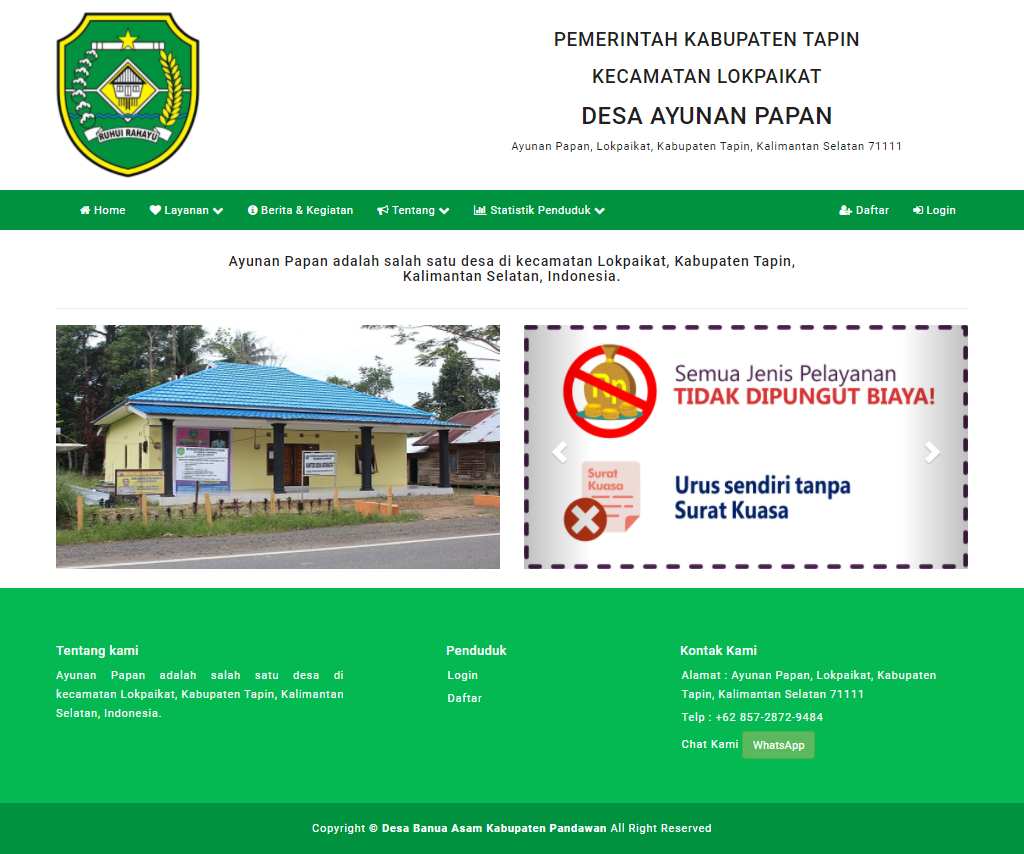 RUHUI RAHAYU
PEMERINTAH KABUPATEN TAPIN
KECAMATAN LOKPAIKAT
DESA AYUNAN PAPAN
Ayunan Papan, Lokpaikat, Kabupaten Tapin, Kalimantan Selatan 71111
Home Layanan Berita & Kegiatan Tentang Statistik Penduduk Daftar Login
Ayunan Papan adalah salah satu desa di kecamatan Lokpaikat, Kabupaten Tapin,
Kalimantan Selatan, Indonesia.
Rp
Semua Jenis Pelayanan
TIDAK DIPUNGUT BIAYA!
Surat
Kuasa
Urus sendiri tanpa
Surat Kuasa
Tentang kami
Ayunan Papan adalah salah satu desa di
kecamatan Lokpaikat, Kabupaten Tapin, Kalimantan
Selatan, Indonesia.
Penduduk
Login
Daftar
Kontak Kami
Alamat : Ayunan Papan, Lokpaikat, Kabupaten
Tapin, Kalimantan Selatan 71111
Telp : +62 857-2872-9484
Chat Kami WhatsApp
Copyright © Desa Banua Asam Kabupaten Pandawan All Right Reserved